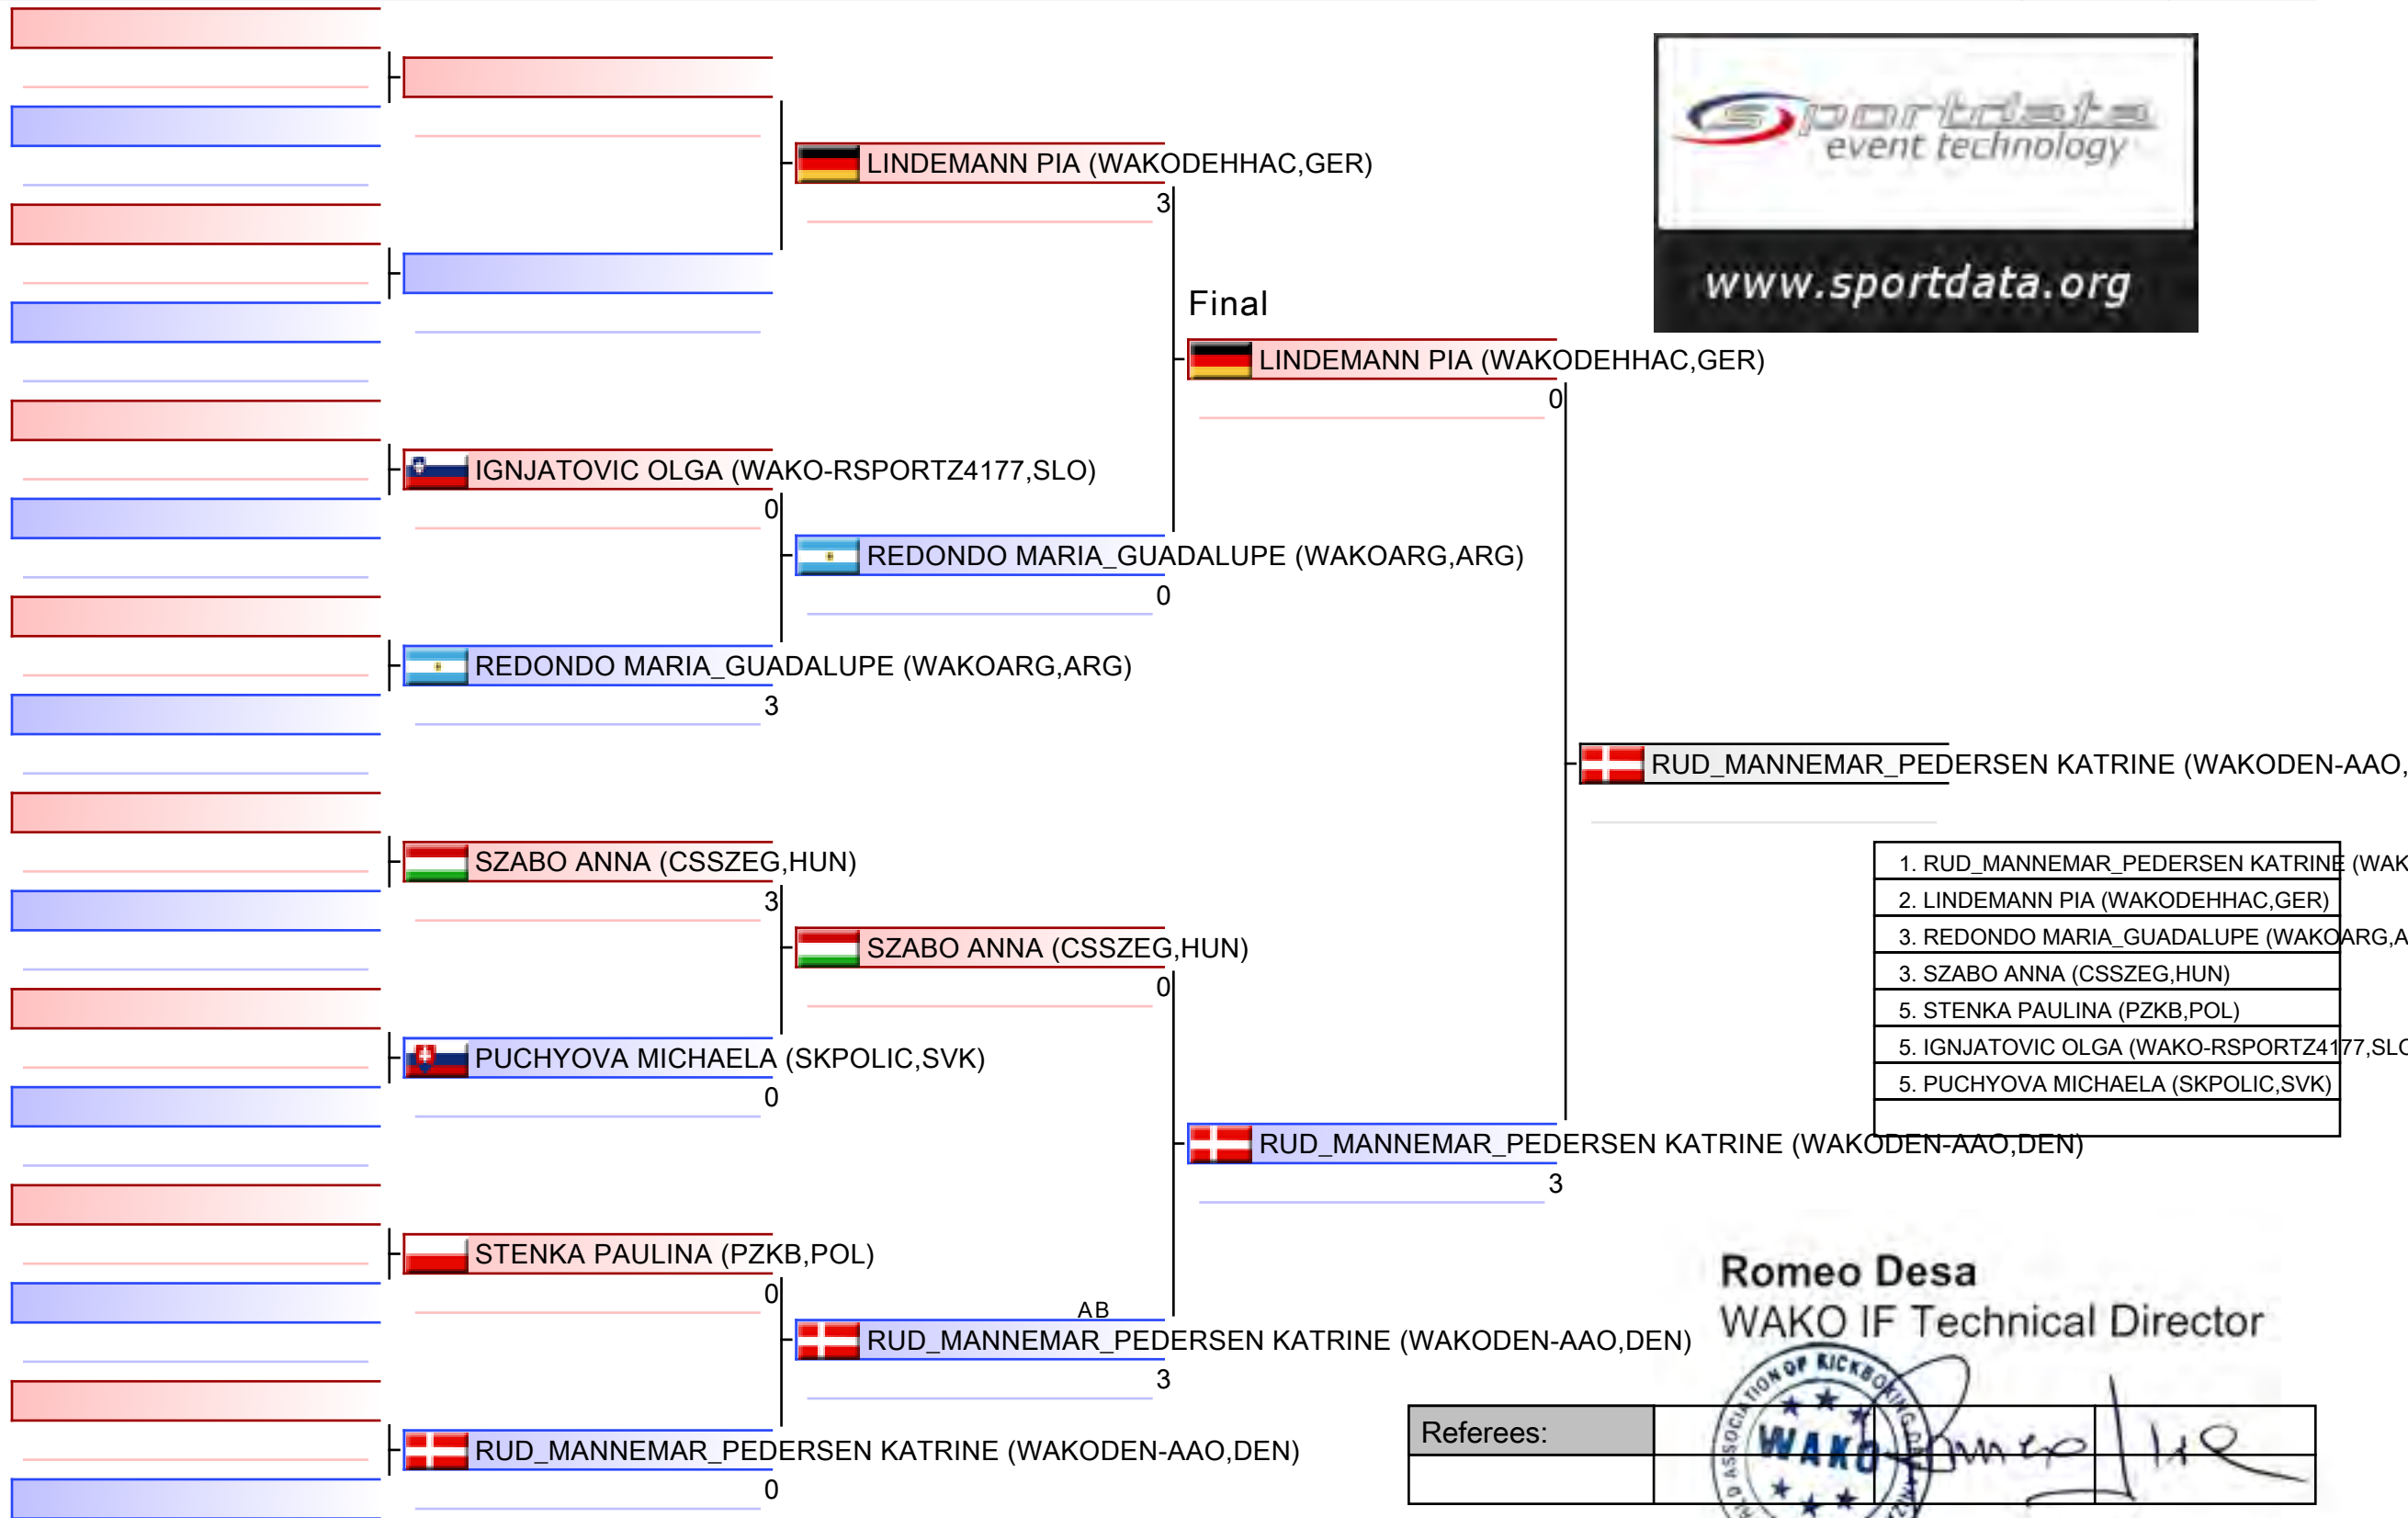 sportdata
event technology
www.sportdata.org
LINDEMANN PIA (WAKODEHHAC,GER)
3
Final
LINDEMANN PIA (WAKODEHHAC,GER)
0
IGNJATOVIC OLGA (WAKO-RSPORTZ4177,SLO)
0
REDONDO MARIA_GUADALUPE (WAKOARG,ARG)
0
REDONDO MARIA_GUADALUPE (WAKOARG,ARG)
3
RUD_MANNEMAR_PEDERSEN KATRINE (WAKODEN-AAO,
SZABO ANNA (CSSZEG,HUN)
3
SZABO ANNA (CSSZEG,HUN)
0
PUCHYOVA MICHAELA (SKPOLIC,SVK)
0
1. RUD_MANNEMAR_PEDERSEN KATRINE (WAK
2. LINDEMANN PIA (WAKODEHHAC,GER)
3. REDONDO MARIA_GUADALUPE (WAKOARG,A
3. SZABO ANNA (CSSZEG,HUN)
5. STENKA PAULINA (PZKB,POL)
5. IGNJATOVIC OLGA (WAKO-RSPORTZ4177,SLO
5. PUCHYOVA MICHAELA (SKPOLIC,SVK)
RUD_MANNEMAR_PEDERSEN KATRINE (WAKODEN-AAO,DEN)
3
STENKA PAULINA (PZKB,POL)
0
AB
RUD_MANNEMAR_PEDERSEN KATRINE (WAKODEN-AAO,DEN)
3
RUD_MANNEMAR_PEDERSEN KATRINE (WAKODEN-AAO,DEN)
0
Romeo Desa
WAKO IF Technical Director
Referees:
ASSOCIATION OF KICKBOXING
WAKO